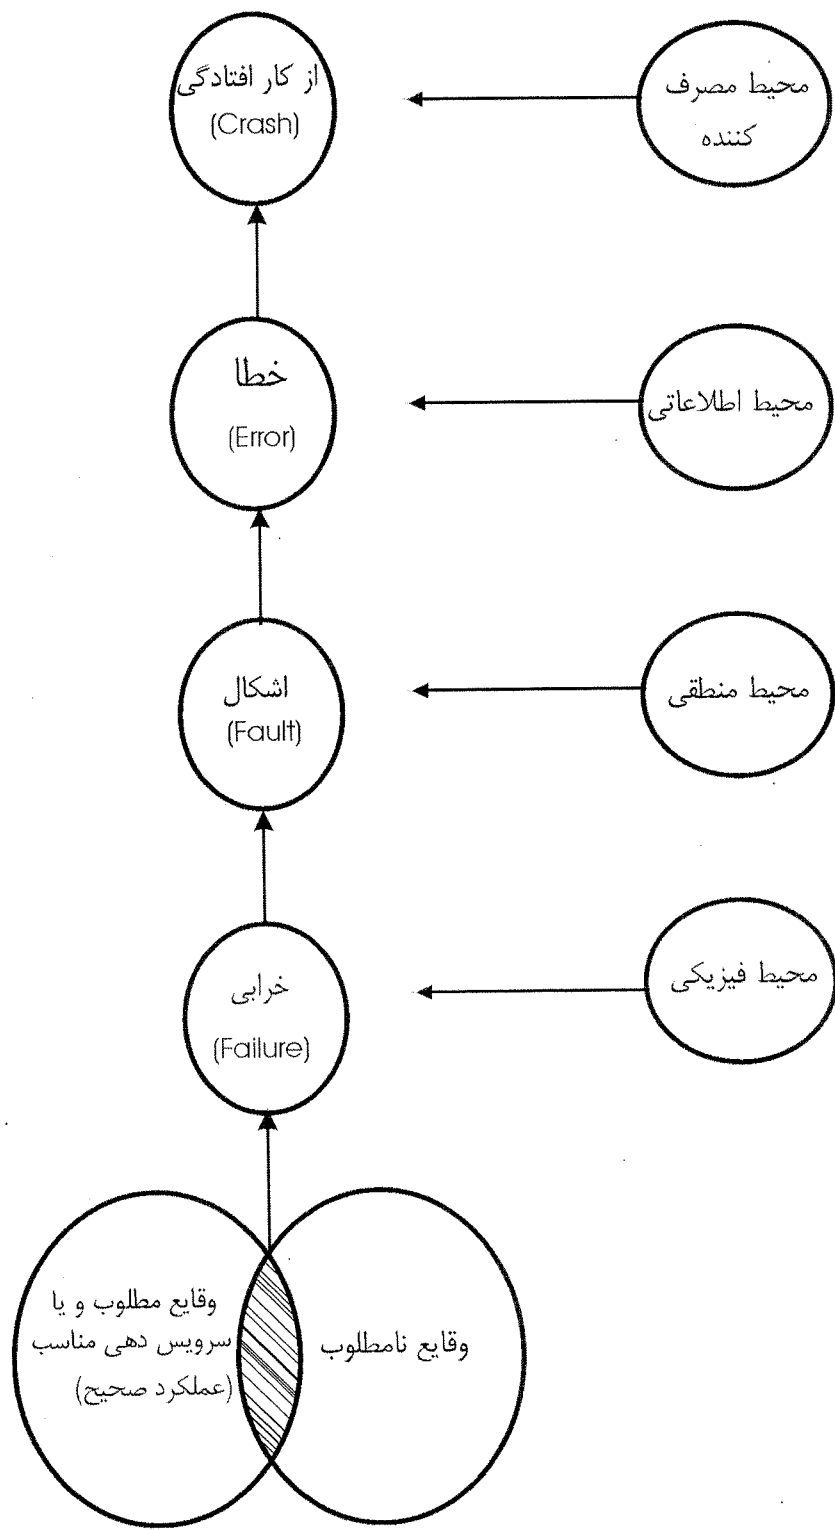 از کار افتادگی
(Crash)
محیط مصرف
کننده
خطا
(Error)
محیط اطلاعاتی
اشکال
(Fault)
محیط منطقی
خرابی
(Failure)
محیط فیزیکی
وقایع نامطلوب
وقایع مطلوب و یا
سرویس دهی مناسب
(عملکرد صحیح)